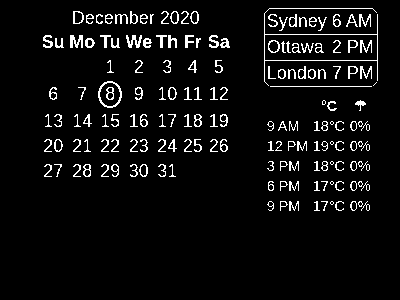 December 2020
Su Mo Tu We Th Fr Sa
1 2 3 4 5
6 7 8 9 10 11 12
13 14 15 16 17 18 19
20 21 22 23 24 25 26
27 28 29 30 31
Sydney 6 AM
Ottawa 2 PM
London 7 PM
°C ☂
9 AM 18°C 0%
12 PM 19°C 0%
3 PM 18°C 0%
6 PM 17°C 0%
9 PM 17°C 0%